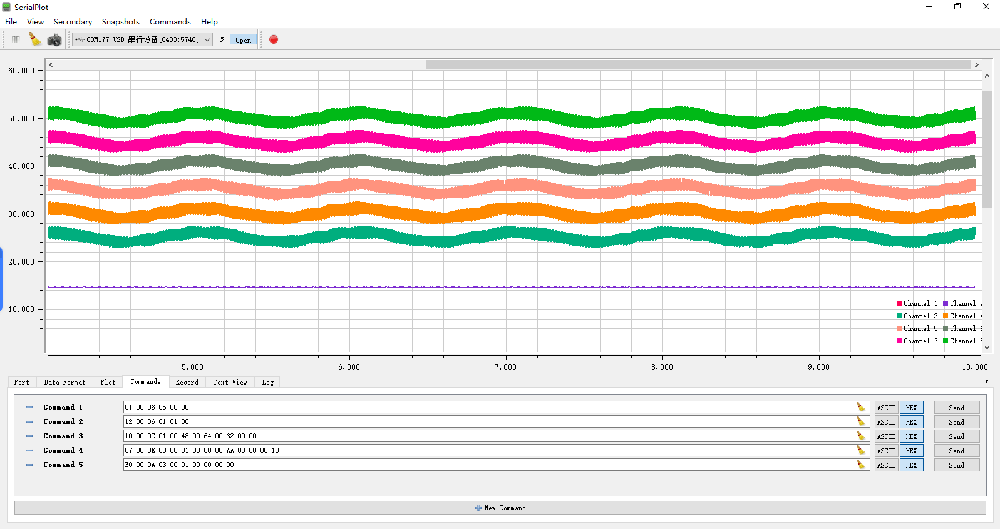 SerialPlot
File View Secondary Snapshots Commands Help
COM177 USB 串行设备[0483:5740] Open
60,000
50,000
40,000
30,000
20,000
10,000
Channel 1 Channel 2
Channel 3 Channel 4
Channel 5 Channel 6
Channel 7 Channel 8
5,000 6,000 7,000 8,000 9,000 10,000
Port Data Format Plot Commands Record Text View Log
Command 1 01 00 06 05 00 00 ASCII HEX Send
Command 2 12 00 06 01 01 00 ASCII HEX Send
Command 3 10 00 0C 01 00 48 00 64 00 62 00 00 ASCII HEX Send
Command 4 07 00 0E 00 00 01 00 00 00 AA 00 00 00 10 ASCII HEX Send
Command 5 E0 00 0A 03 00 01 00 00 00 00 ASCII HEX Send
New Command